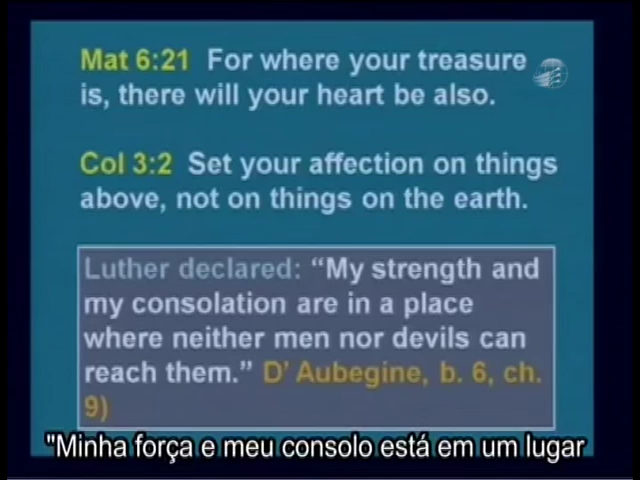 Mat 6:21 For where your treasure
is, there will your heart be also.
Col 3:2 Set your affection on things
above, not on things on the earth.
Luther declared: “My strength and
my consolation are in a place
where neither men nor devils can
reach them.” D’ Aubegine, b. 6, ch.
9)
"Minha força e meu consolo está em um lugar